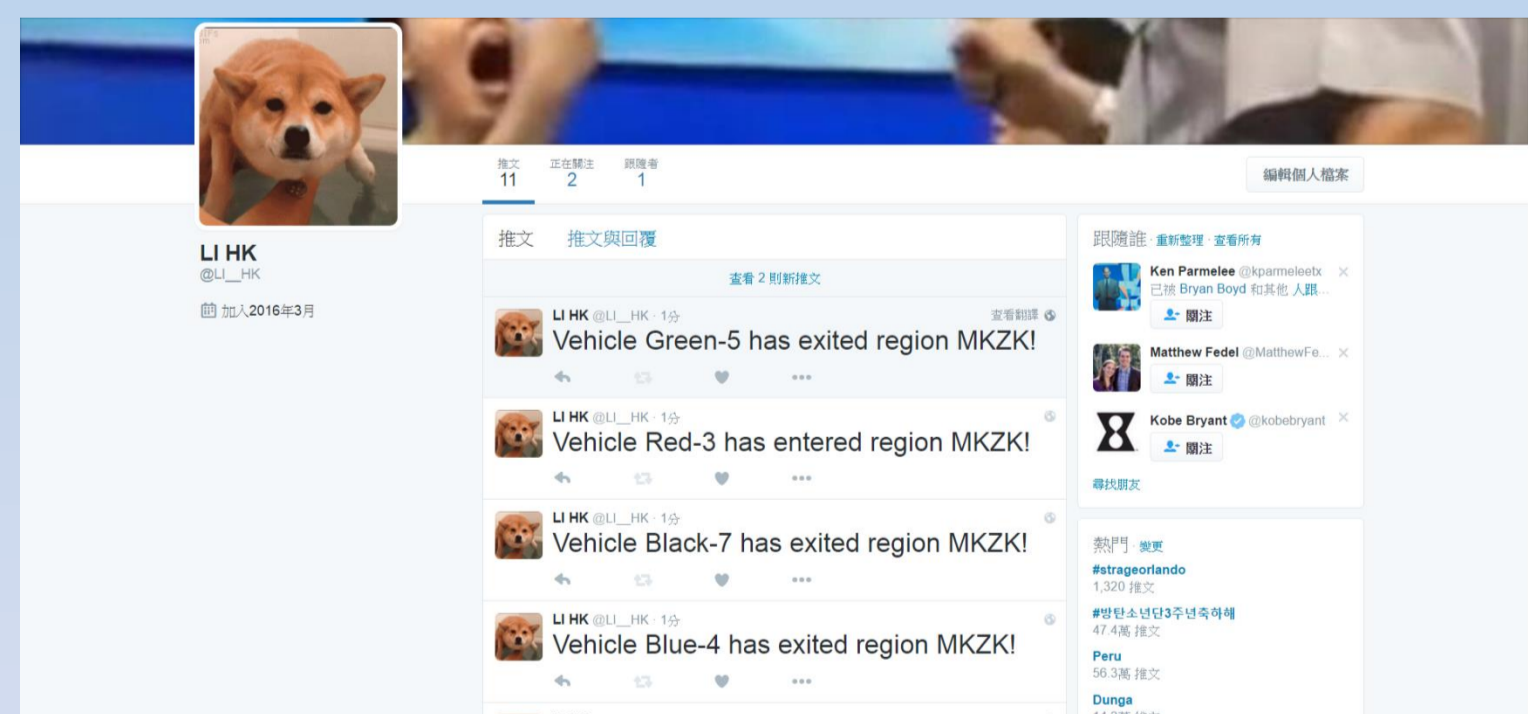 推文 正在關注 跟隨者
11 2 1
編輯個人檔案
LI HK
@LI__HK
加入2016年3月
推文 推文與回覆
查看 2 則新推文
LI HK @LI__HK · 1分 查看翻譯
Vehicle Green-5 has exited region MKZK!
LI HK @LI__HK · 1分
Vehicle Red-3 has entered region MKZK!
LI HK @LI__HK · 1分
Vehicle Black-7 has exited region MKZK!
LI HK @LI__HK · 1分
Vehicle Blue-4 has exited region MKZK!
跟隨誰 · 重新整理 · 查看所有
Ken Parmelee @kparmeleetx
已被 Bryan Boyd 和其他 人跟...
關注
Matthew Fedel @MatthewFe...
關注
Kobe Bryant @kobebryant
關注
尋找朋友
熱門 · 變更
#strageorlando
1,320 推文
#방탄소년단3주년축하해
47.4萬 推文
Peru
56.3萬 推文
Dunga